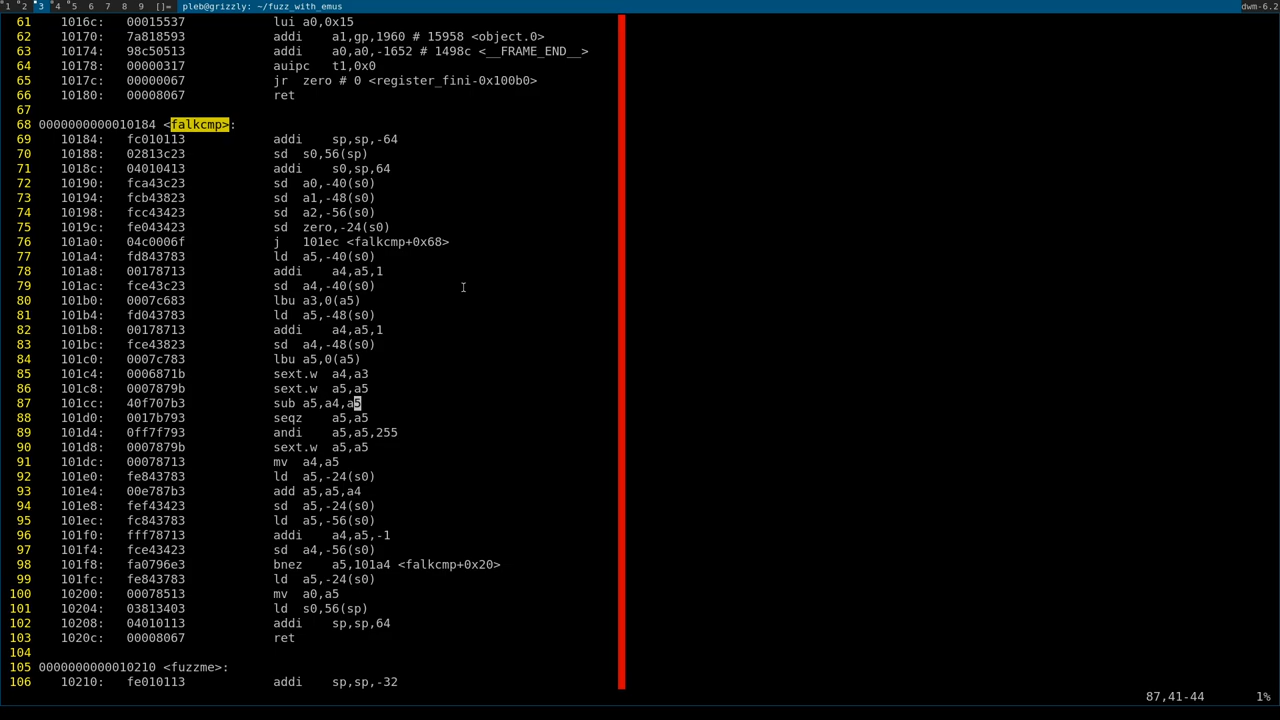 1 2 3 4 5 6 7 8 9 []= pleb@grizzly: ~/fuzz_with_emus dwm-6.2
61 1016c: 00015537 lui a0,0x15
62 10170: 7a818593 addi a1,gp,1960 # 15958 <object.0>
63 10174: 98c50513 addi a0,a0,-1652 # 1498c <__FRAME_END__>
64 10178: 00000317 auipc t1,0x0
65 1017c: 00000067 jr zero # 0 <register_fini-0x100b0>
66 10180: 00008067 ret
67
68 0000000000010184 <falkcmp>:
69 10184: fc010113 addi sp,sp,-64
70 10188: 02813c23 sd s0,56(sp)
71 1018c: 04010413 addi s0,sp,64
72 10190: fca43c23 sd a0,-40(s0)
73 10194: fcb43823 sd a1,-48(s0)
74 10198: fcc43423 sd a2,-56(s0)
75 1019c: fe043423 sd zero,-24(s0)
76 101a0: 04c0006f j 101ec <falkcmp+0x68>
77 101a4: fd843783 ld a5,-40(s0)
78 101a8: 00178713 addi a4,a5,1
79 101ac: fce43c23 sd a4,-40(s0)
80 101b0: 0007c683 lbu a3,0(a5)
81 101b4: fd043783 ld a5,-48(s0)
82 101b8: 00178713 addi a4,a5,1
83 101bc: fce43823 sd a4,-48(s0)
84 101c0: 0007c783 lbu a5,0(a5)
85 101c4: 0006871b sext.w a4,a3
86 101c8: 0007879b sext.w a5,a5
87 101cc: 40f707b3 sub a5,a4,a5
88 101d0: 0017b793 seqz a5,a5
89 101d4: 0ff7f793 andi a5,a5,255
90 101d8: 0007879b sext.w a5,a5
91 101dc: 00078713 mv a4,a5
92 101e0: fe843783 ld a5,-24(s0)
93 101e4: 00e787b3 add a5,a5,a4
94 101e8: fef43423 sd a5,-24(s0)
95 101ec: fc843783 ld a5,-56(s0)
96 101f0: fff78713 addi a4,a5,-1
97 101f4: fce43423 sd a4,-56(s0)
98 101f8: fa0796e3 bnez a5,101a4 <falkcmp+0x20>
99 101fc: fe843783 ld a5,-24(s0)
100 10200: 00078513 mv a0,a5
101 10204: 03813403 ld s0,56(sp)
102 10208: 04010113 addi sp,sp,64
103 1020c: 00008067 ret
104
105 0000000000010210 <fuzzme>:
106 10210: fe010113 addi sp,sp,-32
87,41-44 1%